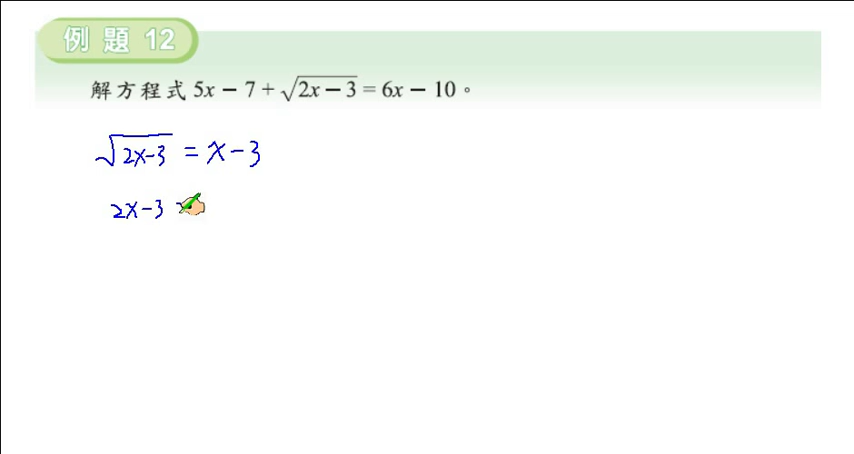 例題 12
解方程式 5x − 7 + √(2x − 3) = 6x − 10。
√(2x-3) = x-3
2x-3